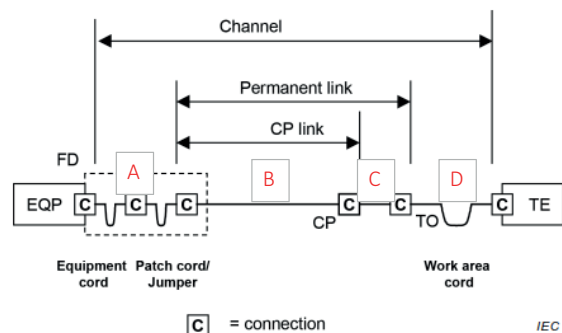 Channel
Permanent link
CP link
FD
A
B
C
D
EQP
C
C
C
C
C
C
TE
CP
TO
Equipment
cord
Patch cord/
Jumper
Work area
cord
C = connection
IEC